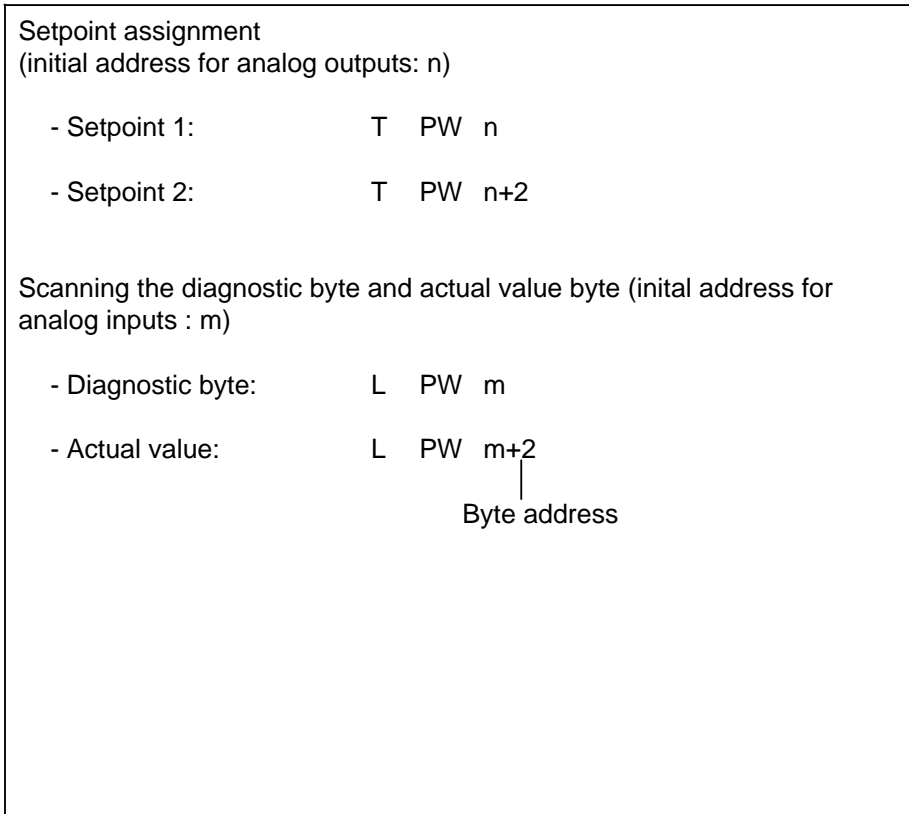 Setpoint assignment
(initial address for analog outputs: n)
- Setpoint 1: T PW n
- Setpoint 2: T PW n+2
Scanning the diagnostic byte and actual value byte (inital address for
analog inputs : m)
- Diagnostic byte: L PW m
- Actual value: L PW m+2
Byte address